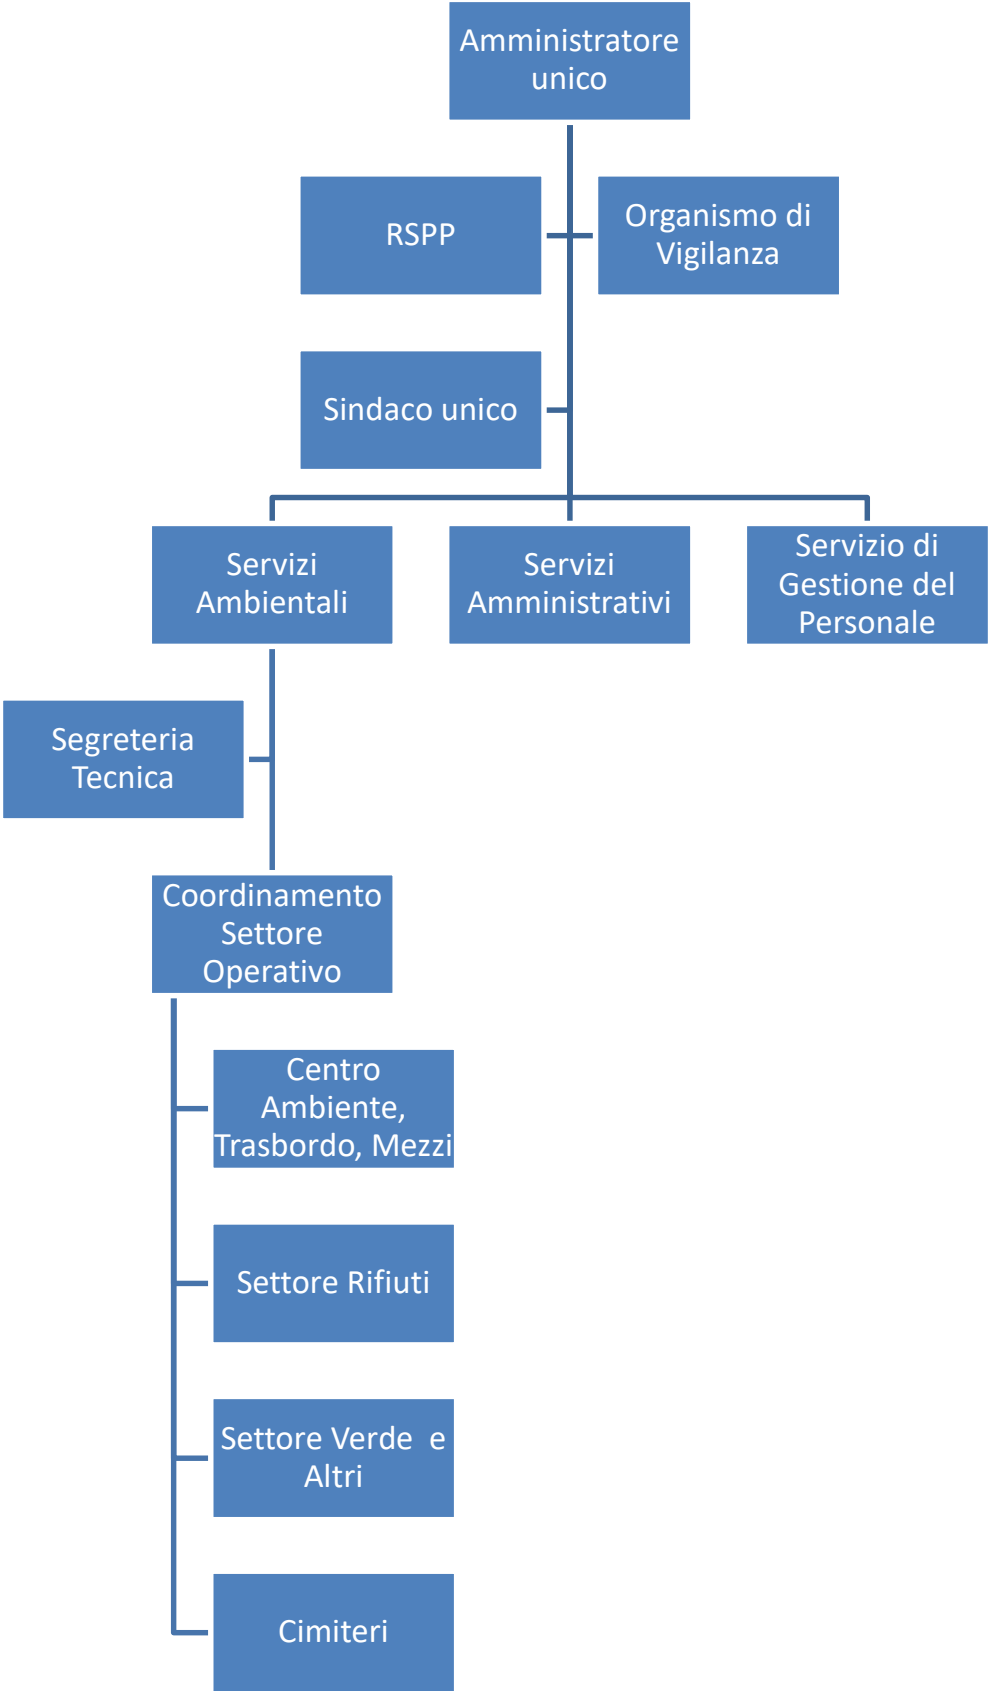 Amministratore
unico
RSPP
Organismo di
Vigilanza
Sindaco unico
Servizi
Ambientali
Servizi
Amministrativi
Servizio di
Gestione del
Personale
Segreteria
Tecnica
Coordinamento
Settore
Operativo
Centro
Ambiente,
Trasbordo, Mezzi
Settore Rifiuti
Settore Verde  e
Altri
Cimiteri